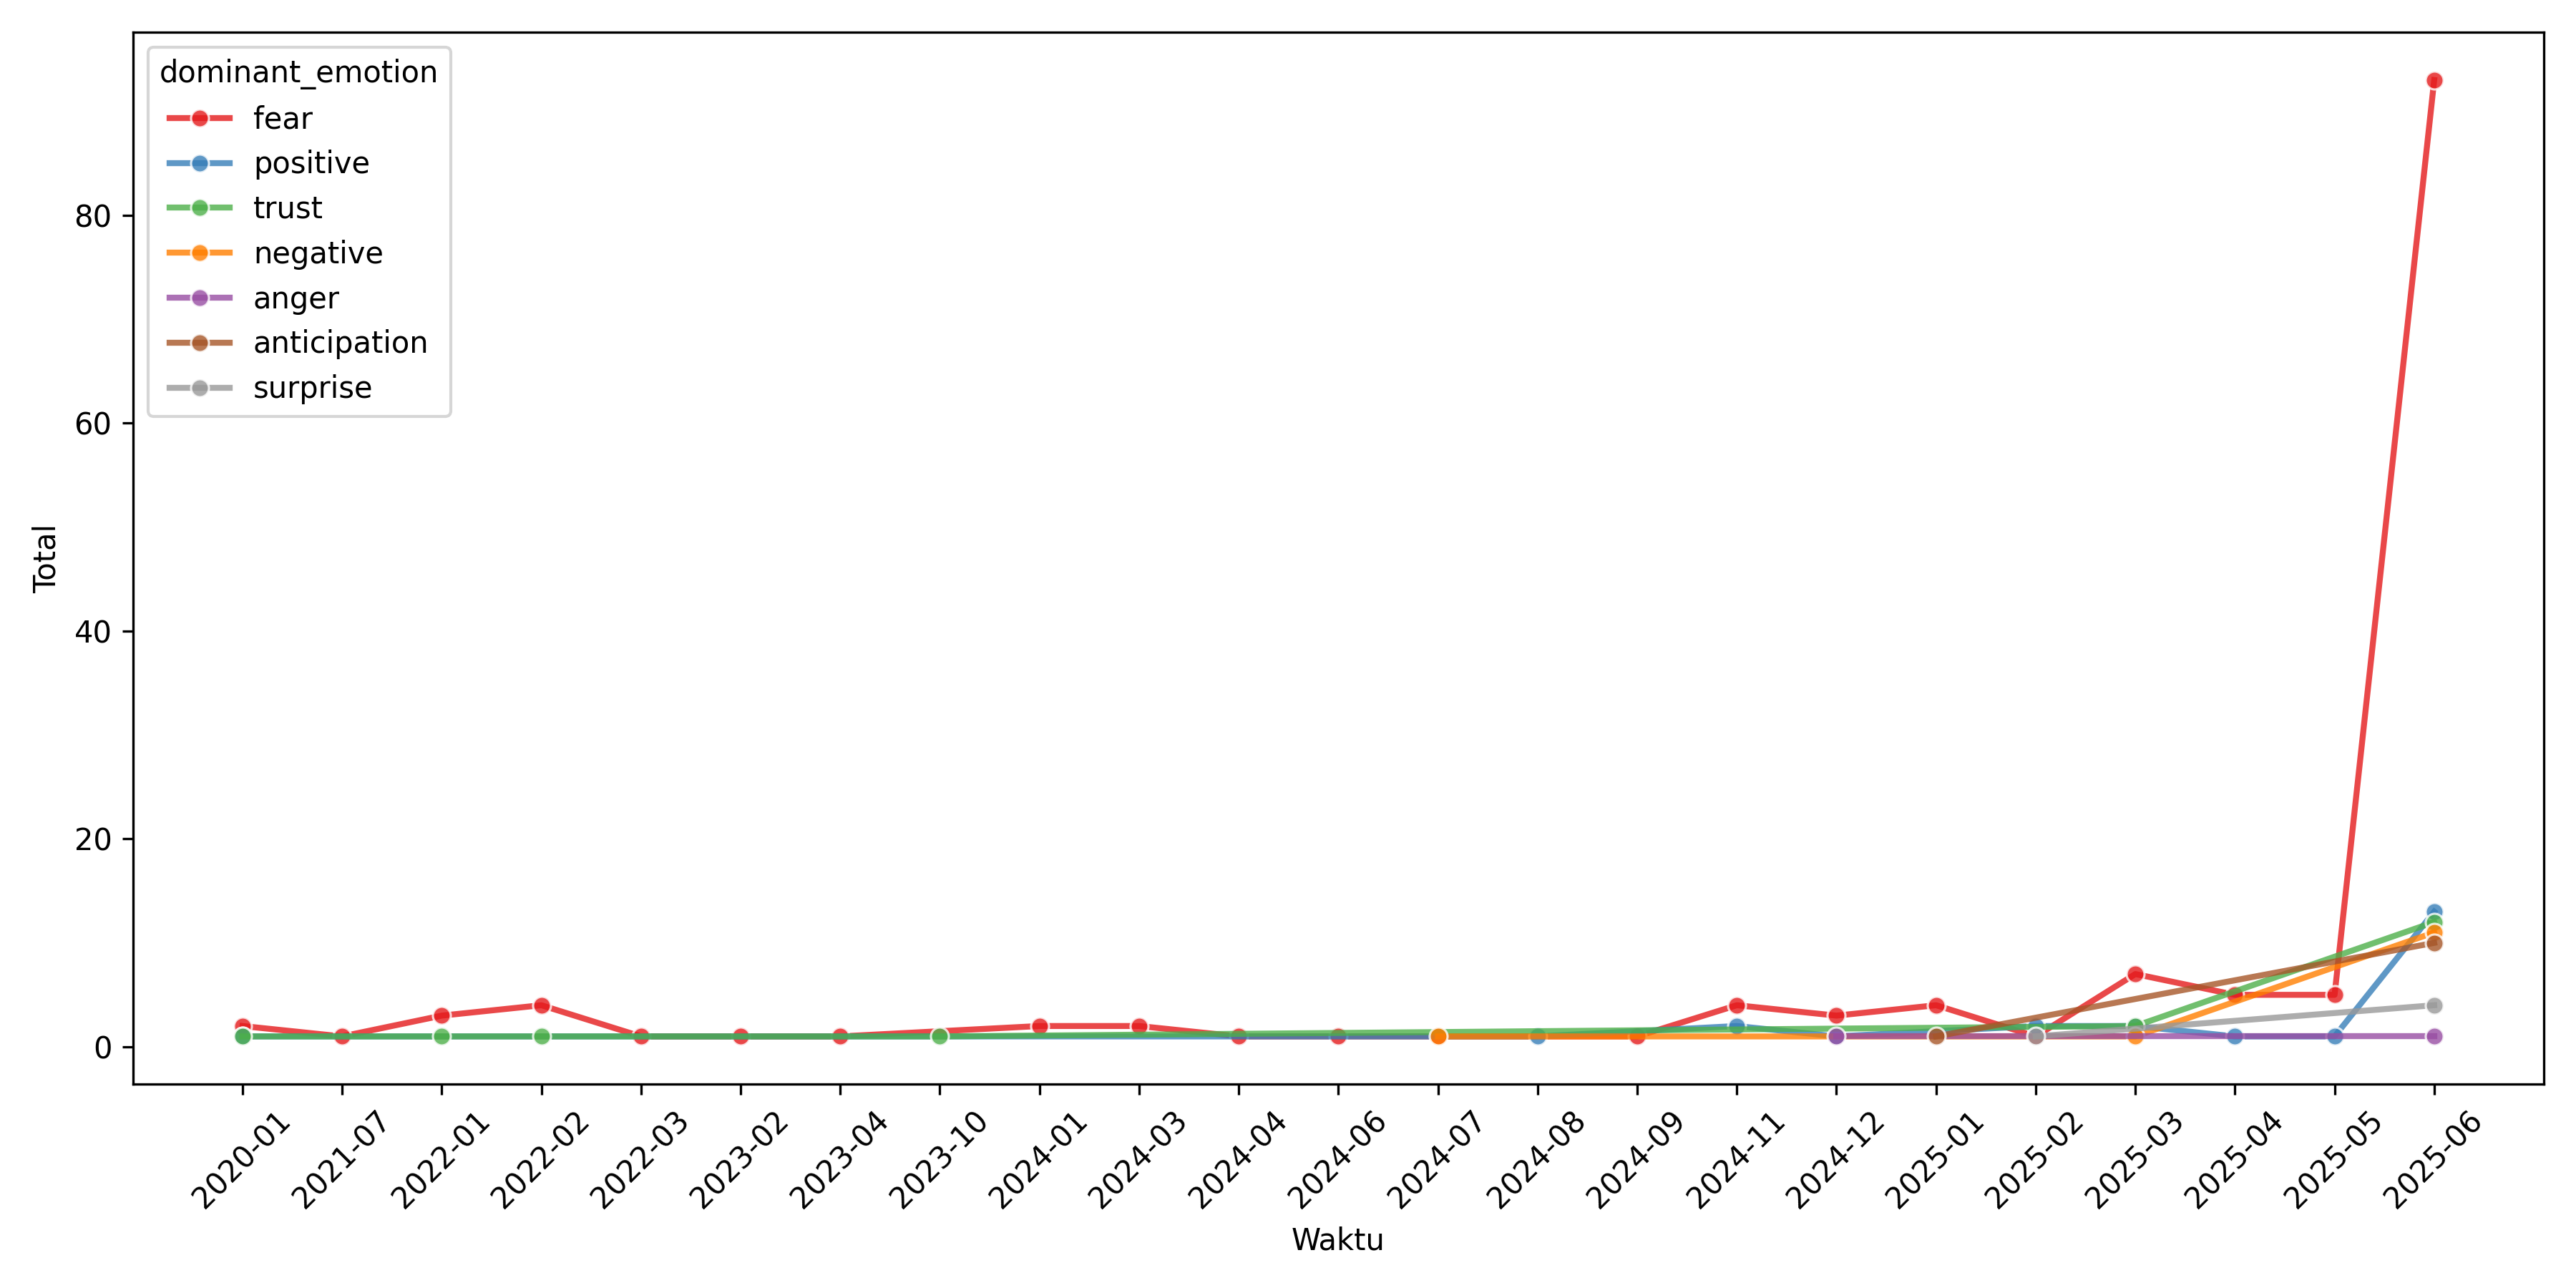 dominant_emotion
fear
positive
trust
negative
anger
anticipation
surprise
Total
80
60
40
20
0
2020-01
2021-07
2022-01
2022-02
2022-03
2023-02
2023-04
2023-10
2024-01
2024-03
2024-04
2024-06
2024-07
2024-08
2024-09
2024-11
2024-12
2025-01
2025-02
2025-03
2025-04
2025-05
2025-06
Waktu